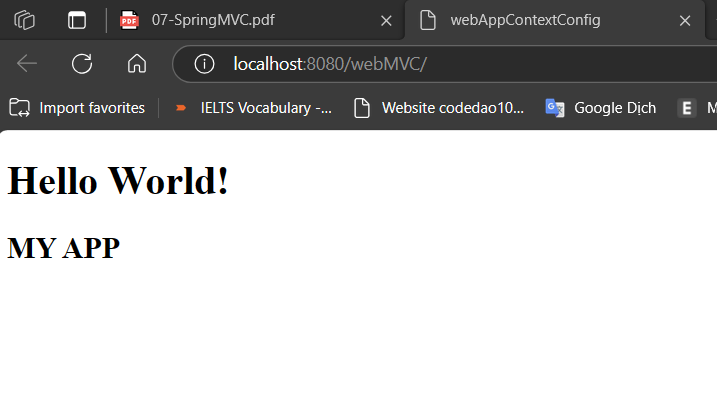 07-SpringMVC.pdf
webAppContextConfig
localhost:8080/webMVC/
Import favorites
IELTS Vocabulary -...
Website codedao10...
Google Dịch
E
M
Hello World!
MY APP